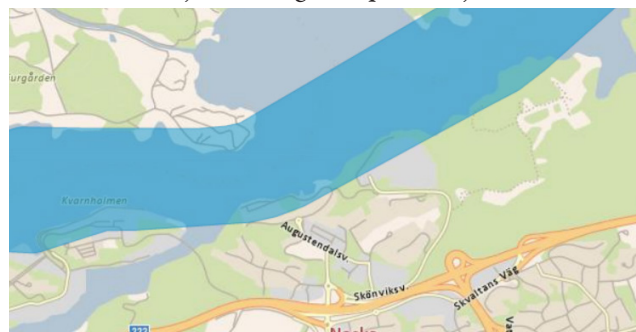 urgården
Kvarnholmen
Augustendalsv.
Skönviksv.
Skvaltans Väg
222